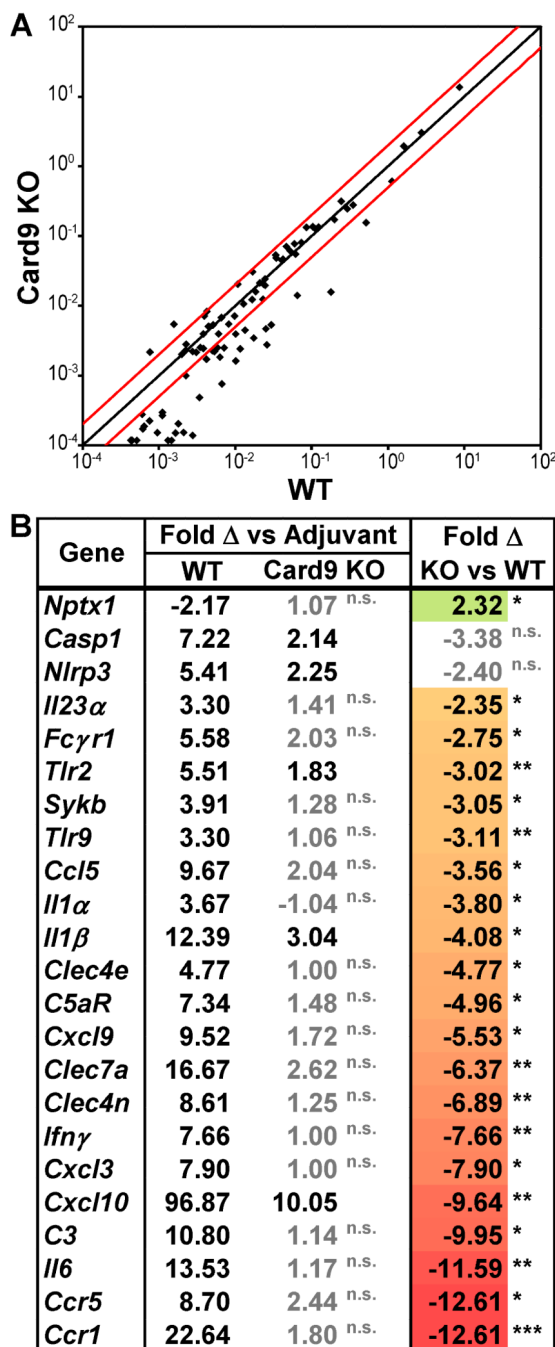 A
Card9 KO
10²
10¹
10⁰
10⁻¹
10⁻²
10⁻³
10⁻⁴
10⁻⁴ 10⁻³ 10⁻² 10⁻¹ 10⁰ 10¹ 10²
WT
B
Gene Fold Δ vs Adjuvant Fold Δ
WT Card9 KO KO vs WT
Nptx1 -2.17 1.07 n.s. 2.32 *
Casp1 7.22 2.14 -3.38 n.s.
Nlrp3 5.41 2.25 -2.40 n.s.
Il23α 3.30 1.41 n.s. -2.35 *
Fcγr1 5.58 2.03 n.s. -2.75 *
Tlr2 5.51 1.83 -3.02 **
Sykb 3.91 1.28 n.s. -3.05 *
Tlr9 3.30 1.06 n.s. -3.11 **
Ccl5 9.67 2.04 n.s. -3.56 *
Il1α 3.67 -1.04 n.s. -3.80 *
Il1β 12.39 3.04 -4.08 *
Clec4e 4.77 1.00 n.s. -4.77 *
C5aR 7.34 1.48 n.s. -4.96 *
Cxcl9 9.52 1.72 n.s. -5.53 *
Clec7a 16.67 2.62 n.s. -6.37 **
Clec4n 8.61 1.25 n.s. -6.89 **
Ifnγ 7.66 1.00 n.s. -7.66 **
Cxcl3 7.90 1.00 n.s. -7.90 *
Cxcl10 96.87 10.05 -9.64 **
C3 10.80 1.14 n.s. -9.95 *
Il6 13.53 1.17 n.s. -11.59 **
Ccr5 8.70 2.44 n.s. -12.61 *
Ccr1 22.64 1.80 n.s. -12.61 ***